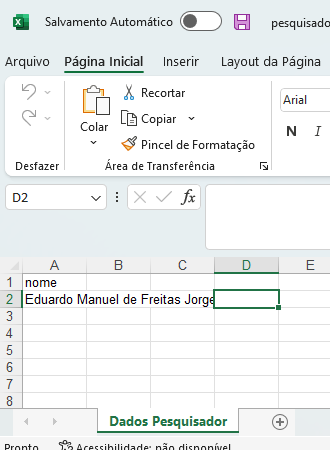 Salvamento Automático
pesquisado
Arquivo Página Inicial Inserir Layout da Página
Recortar
Copiar
Pincel de Formatação
Colar
Arial
N I
Desfazer Área de Transferência
D2 fx
A B C D E
1 nome
2 Eduardo Manuel de Freitas Jorge
3
4
5
6
7
8
Dados Pesquisador
Pronto Acessibilidade: não disponível